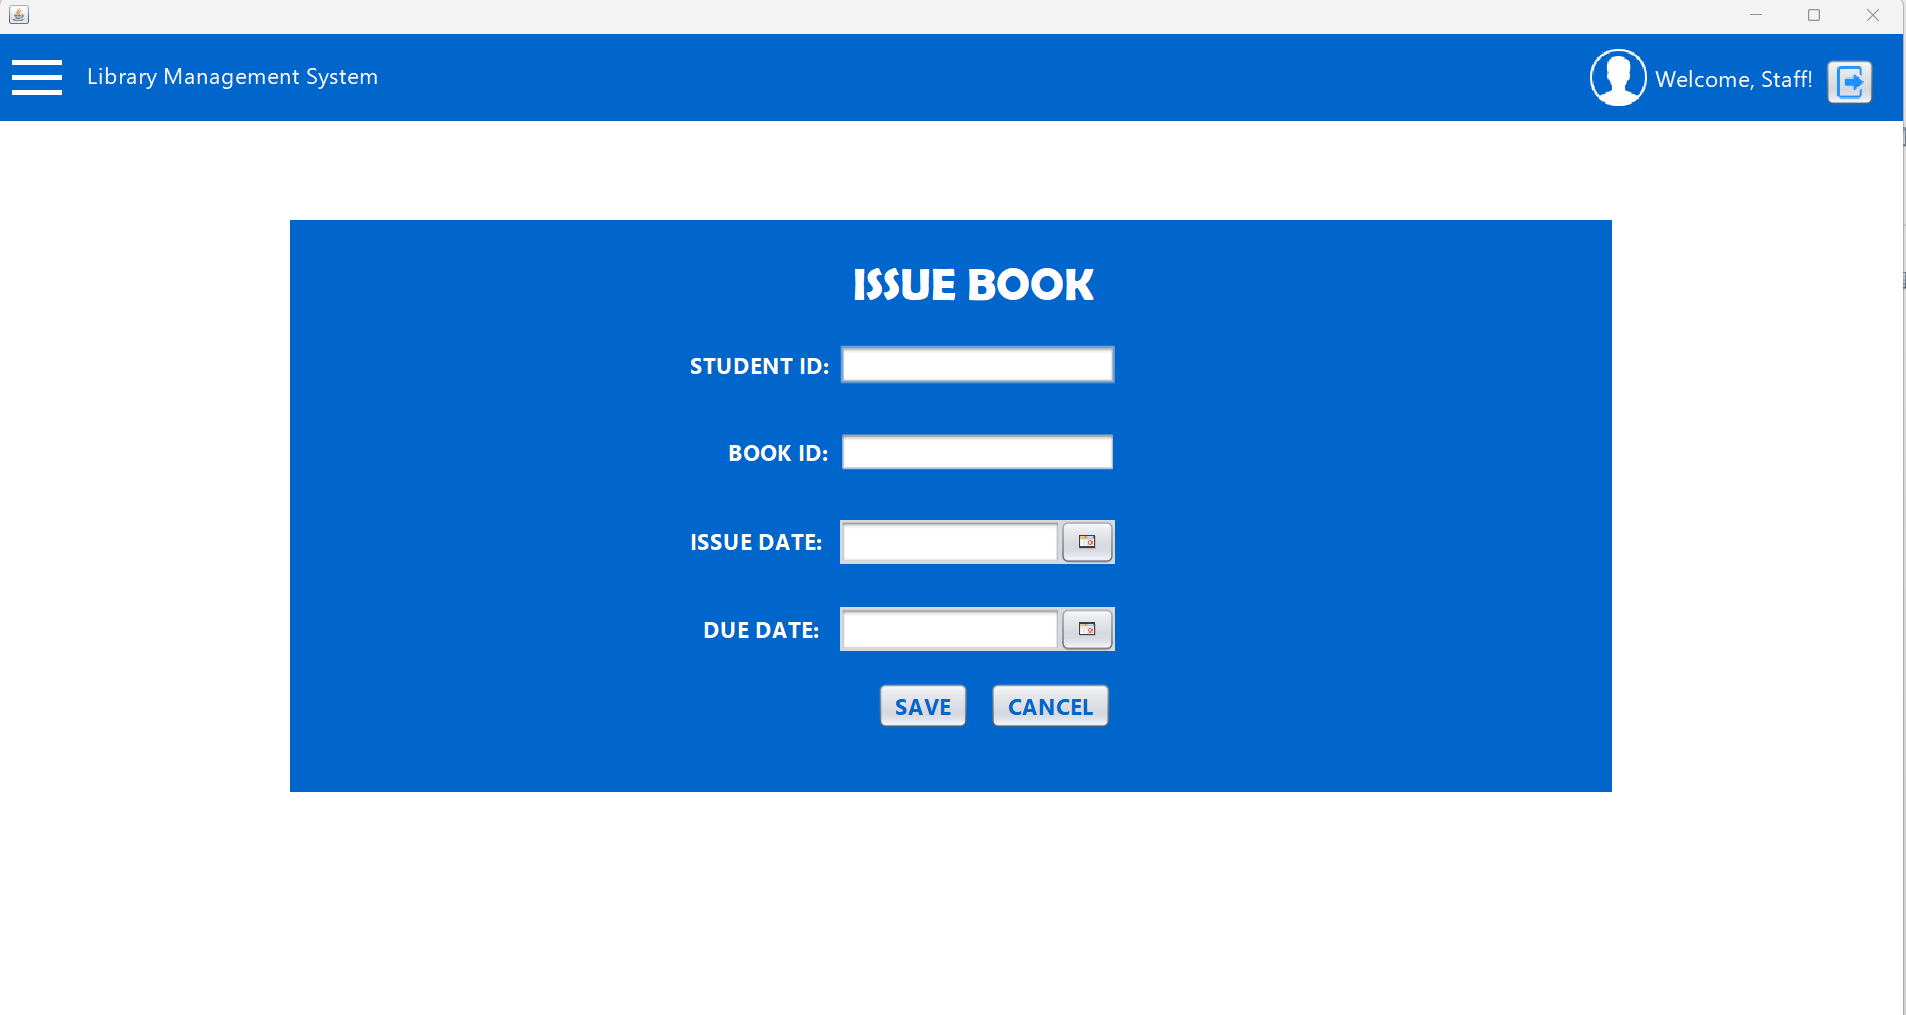 Library Management System
Welcome, Staff!
ISSUE BOOK
STUDENT ID:
BOOK ID:
ISSUE DATE:
DUE DATE:
SAVE CANCEL